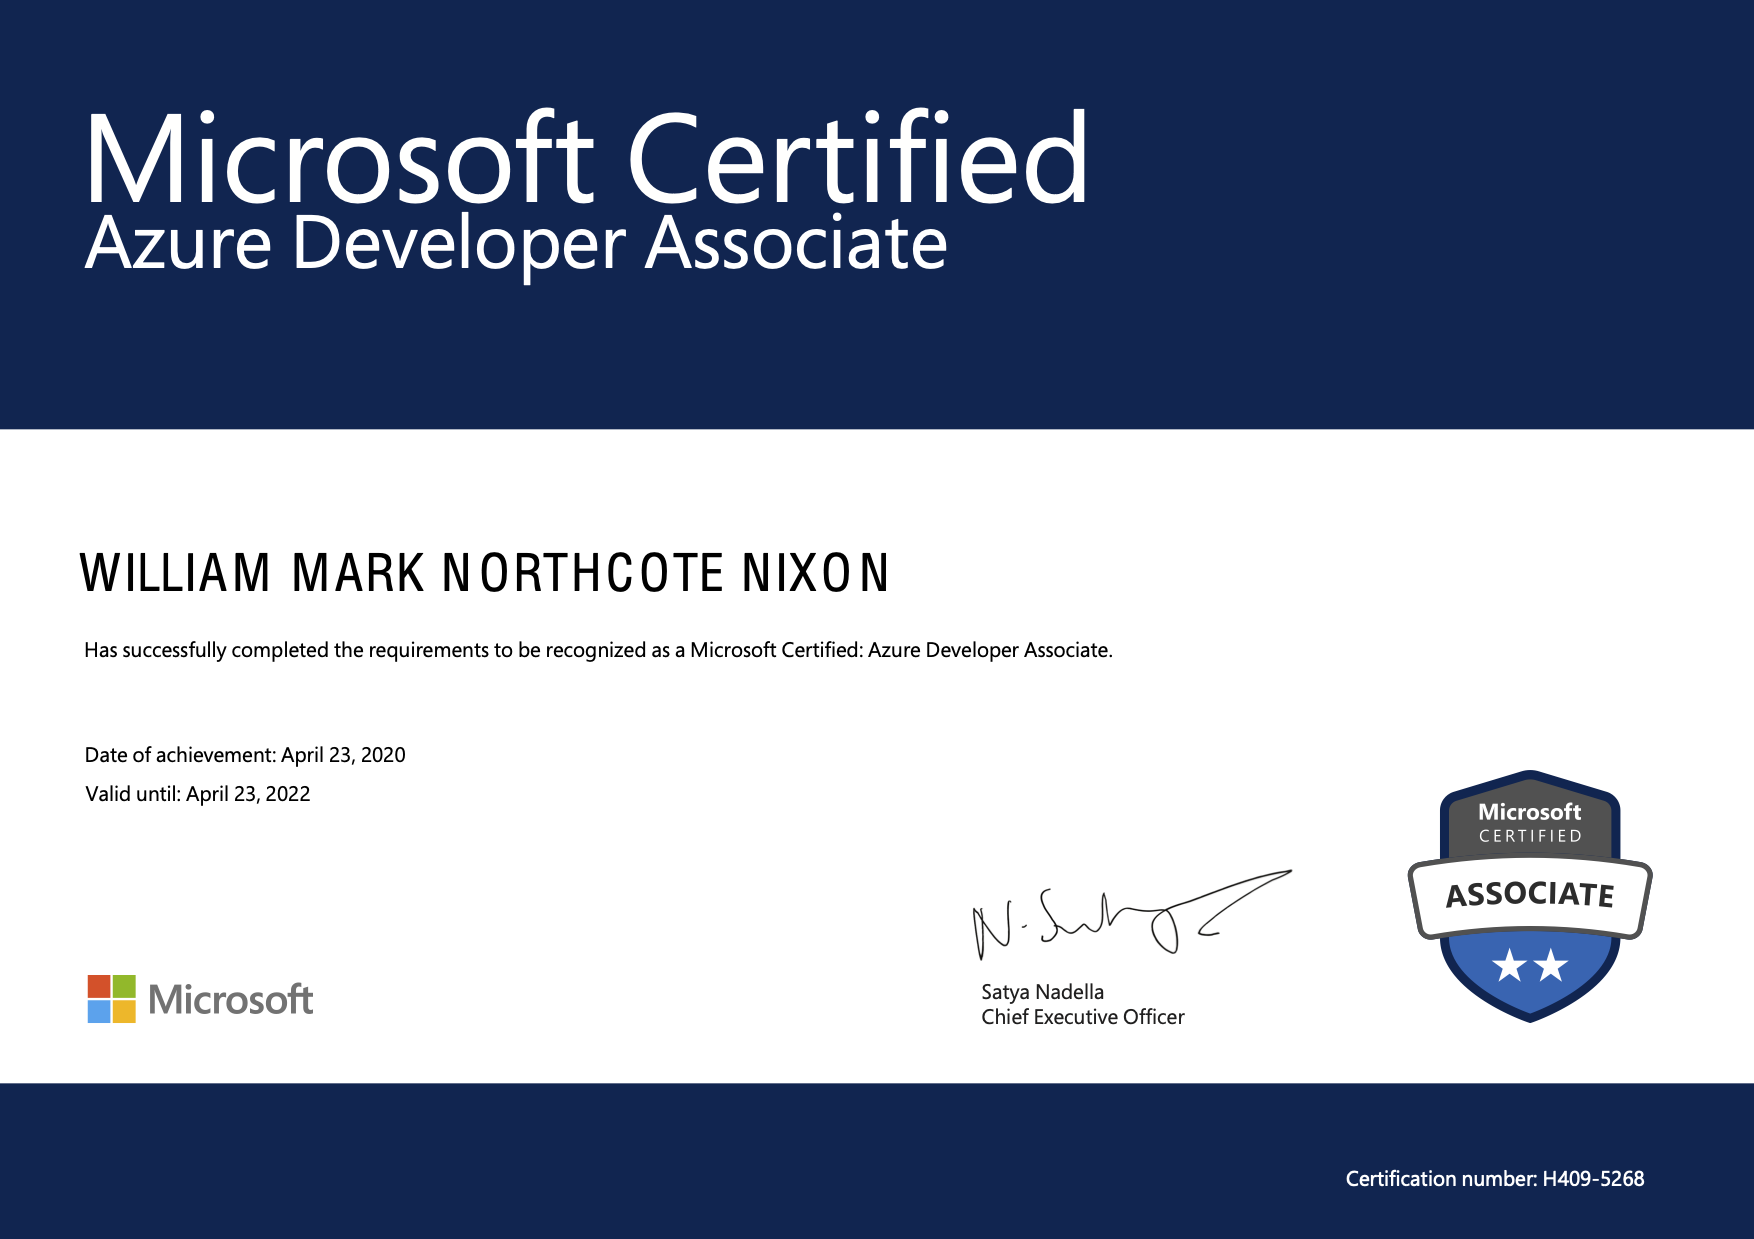 Microsoft Certified
Azure Developer Associate
WILLIAM MARK NORTHCOTE NIXON
Has successfully completed the requirements to be recognized as a Microsoft Certified: Azure Developer Associate.
Date of achievement: April 23, 2020
Valid until: April 23, 2022
Microsoft
CERTIFIED
ASSOCIATE
N. Satya
Satya Nadella
Chief Executive Officer
Microsoft
Certification number: H409-5268